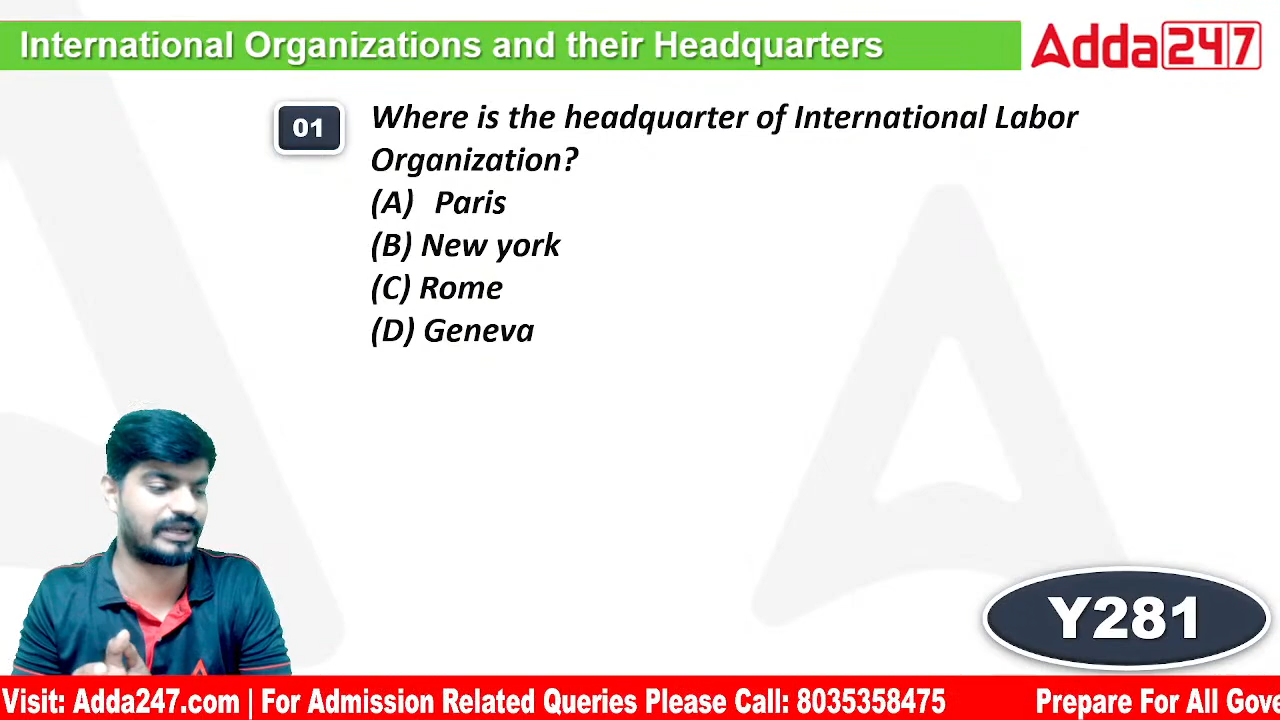 International Organizations and their Headquarters
Adda247
01
Where is the headquarter of International Labor
Organization?
(A) Paris
(B) New york
(C) Rome
(D) Geneva
Y281
Visit: Adda247.com | For Admission Related Queries Please Call: 8035358475 Prepare For All Gove